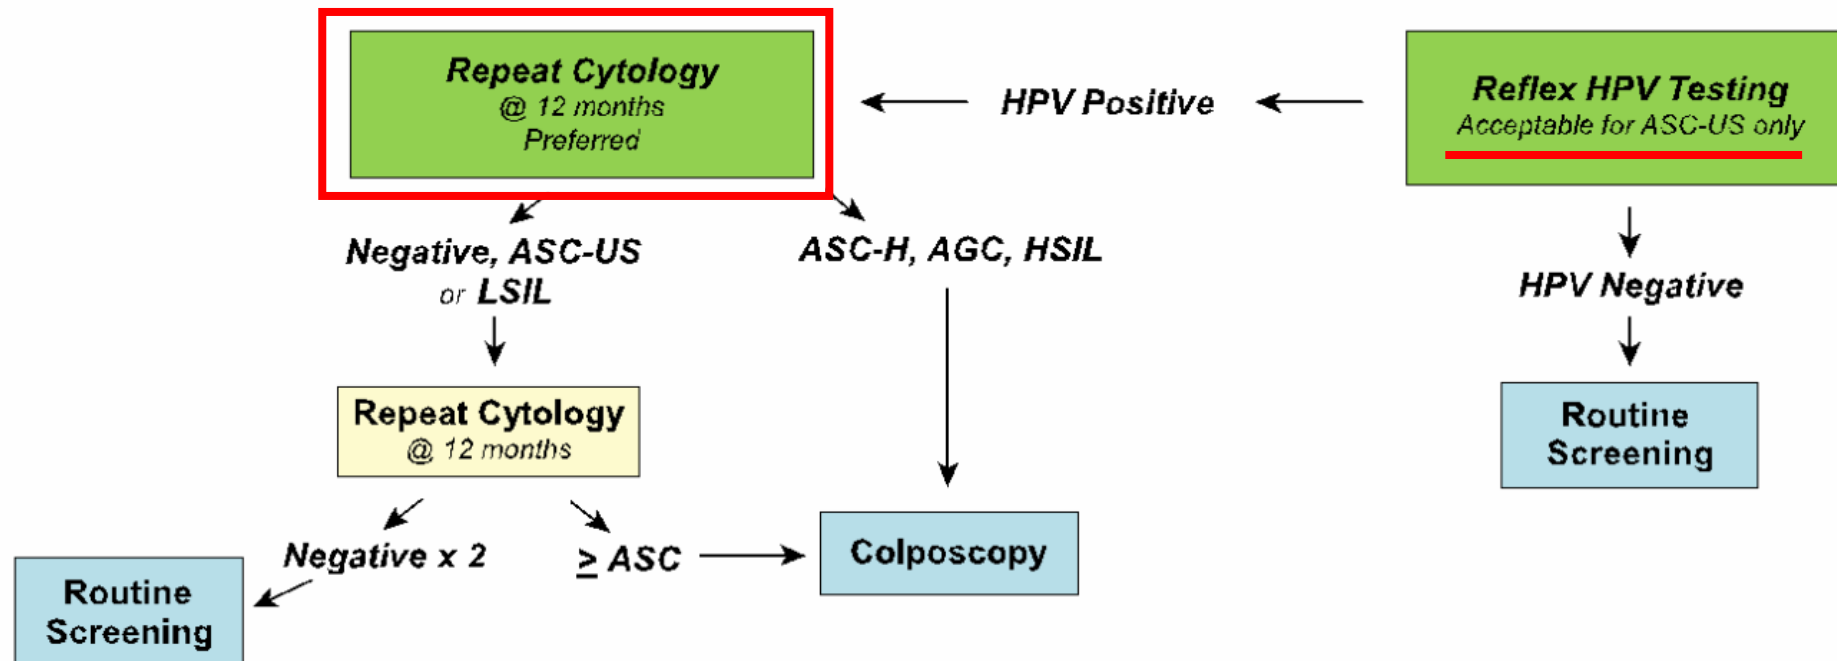 Repeat Cytology
@ 12 months
Preferred
HPV Positive
Reflex HPV Testing
Acceptable for ASC-US only
Negative, ASC-US
or LSIL
ASC-H, AGC, HSIL
HPV Negative
Repeat Cytology
@ 12 months
Routine
Screening
Negative x 2
≥ ASC
Colposcopy
Routine
Screening